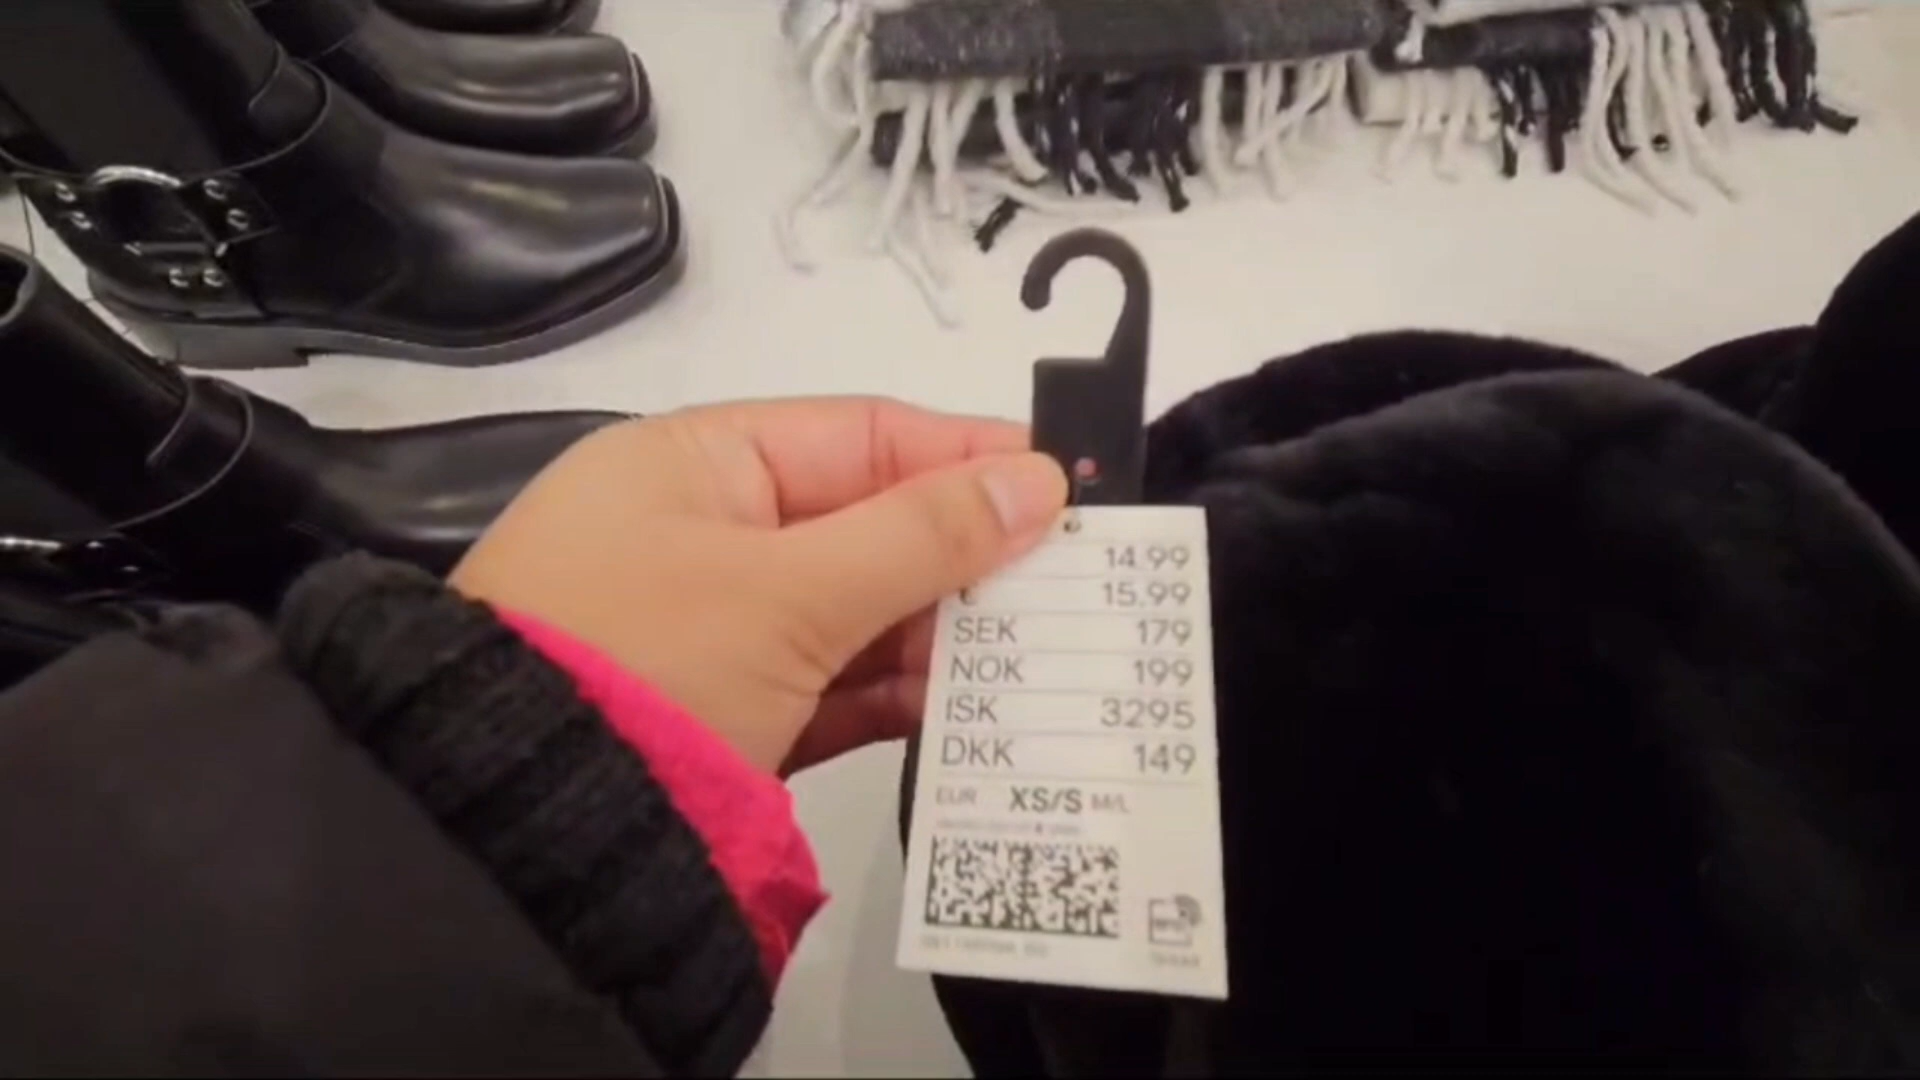 14.99
€ 15.99
SEK 179
NOK 199
ISK 3295
DKK 149
EUR XS/S M/L